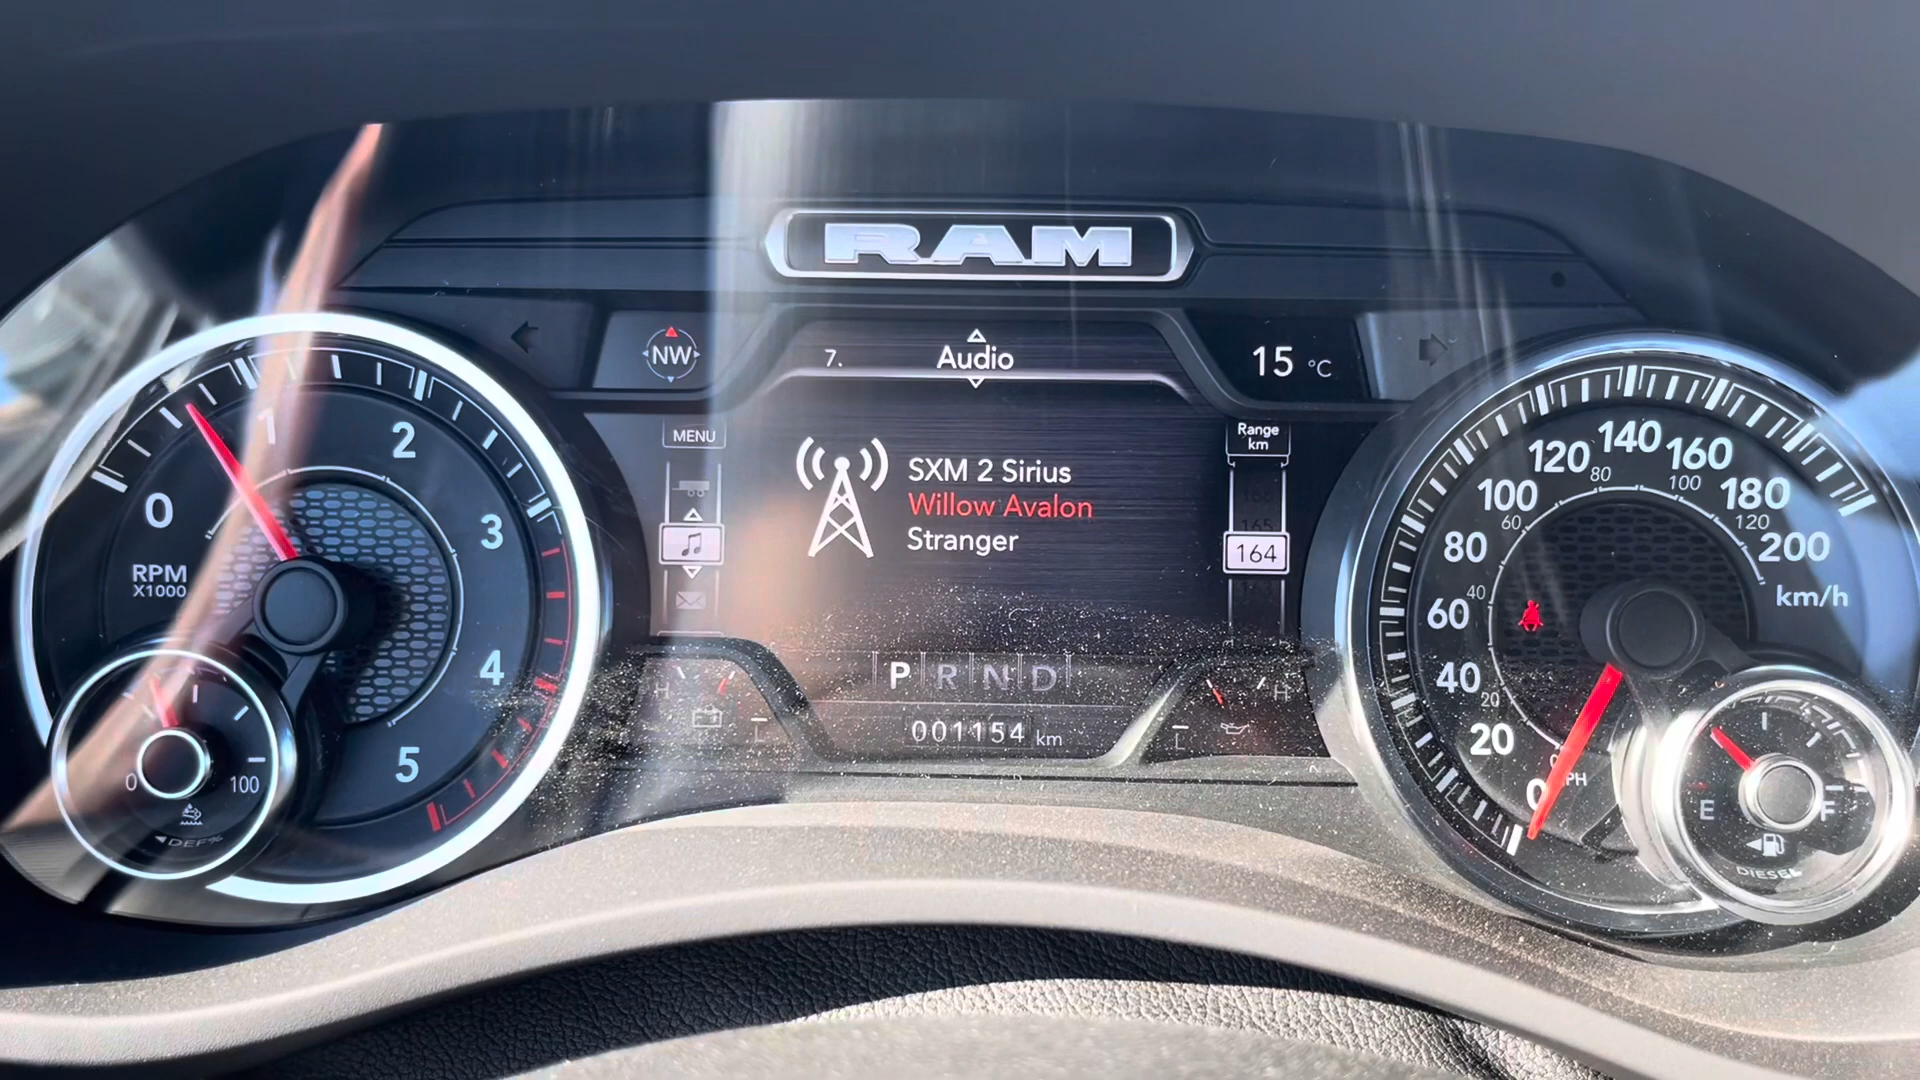 RAM
NW
7.
Audio
15 °C
MENU
Range
km
SXM 2 Sirius
Willow Avalon
Stranger
165
164
P R N D
001154 km
0
1
2
3
4
5
RPM
X1000
0
100
DEF%
H
C
H
C
0
20
40
60
80
100
120
140
160
180
200
km/h
20
40
60
80
100
120
E
F
DIESEL